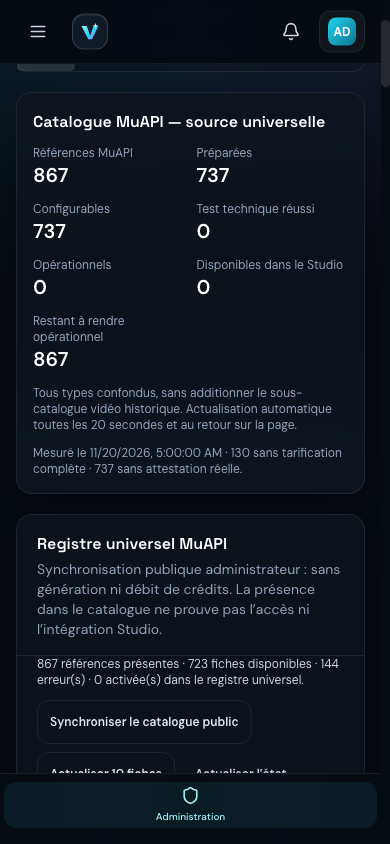 AD
Catalogue MuAPI — source universelle
Références MuAPI
Préparées
867
737
Configurables
Test technique réussi
737
0
Opérationnels
Disponibles dans le Studio
0
0
Restant à rendre
opérationnel
867
Tous types confondus, sans additionner le sous-
catalogue vidéo historique. Actualisation automatique
toutes les 20 secondes et au retour sur la page.
Mesuré le 11/20/2026, 5:00:00 AM · 130 sans tarification
complète · 737 sans attestation réelle.
Registre universel MuAPI
Synchronisation publique administrateur : sans
génération ni débit de crédits. La présence
dans le catalogue ne prouve pas l’accès ni
l’intégration Studio.
867 références présentes · 723 fiches disponibles · 144
erreur(s) · 0 activée(s) dans le registre universel.
Synchroniser le catalogue public
Actualiser 10 fiches
Actualiser l’état
Administration